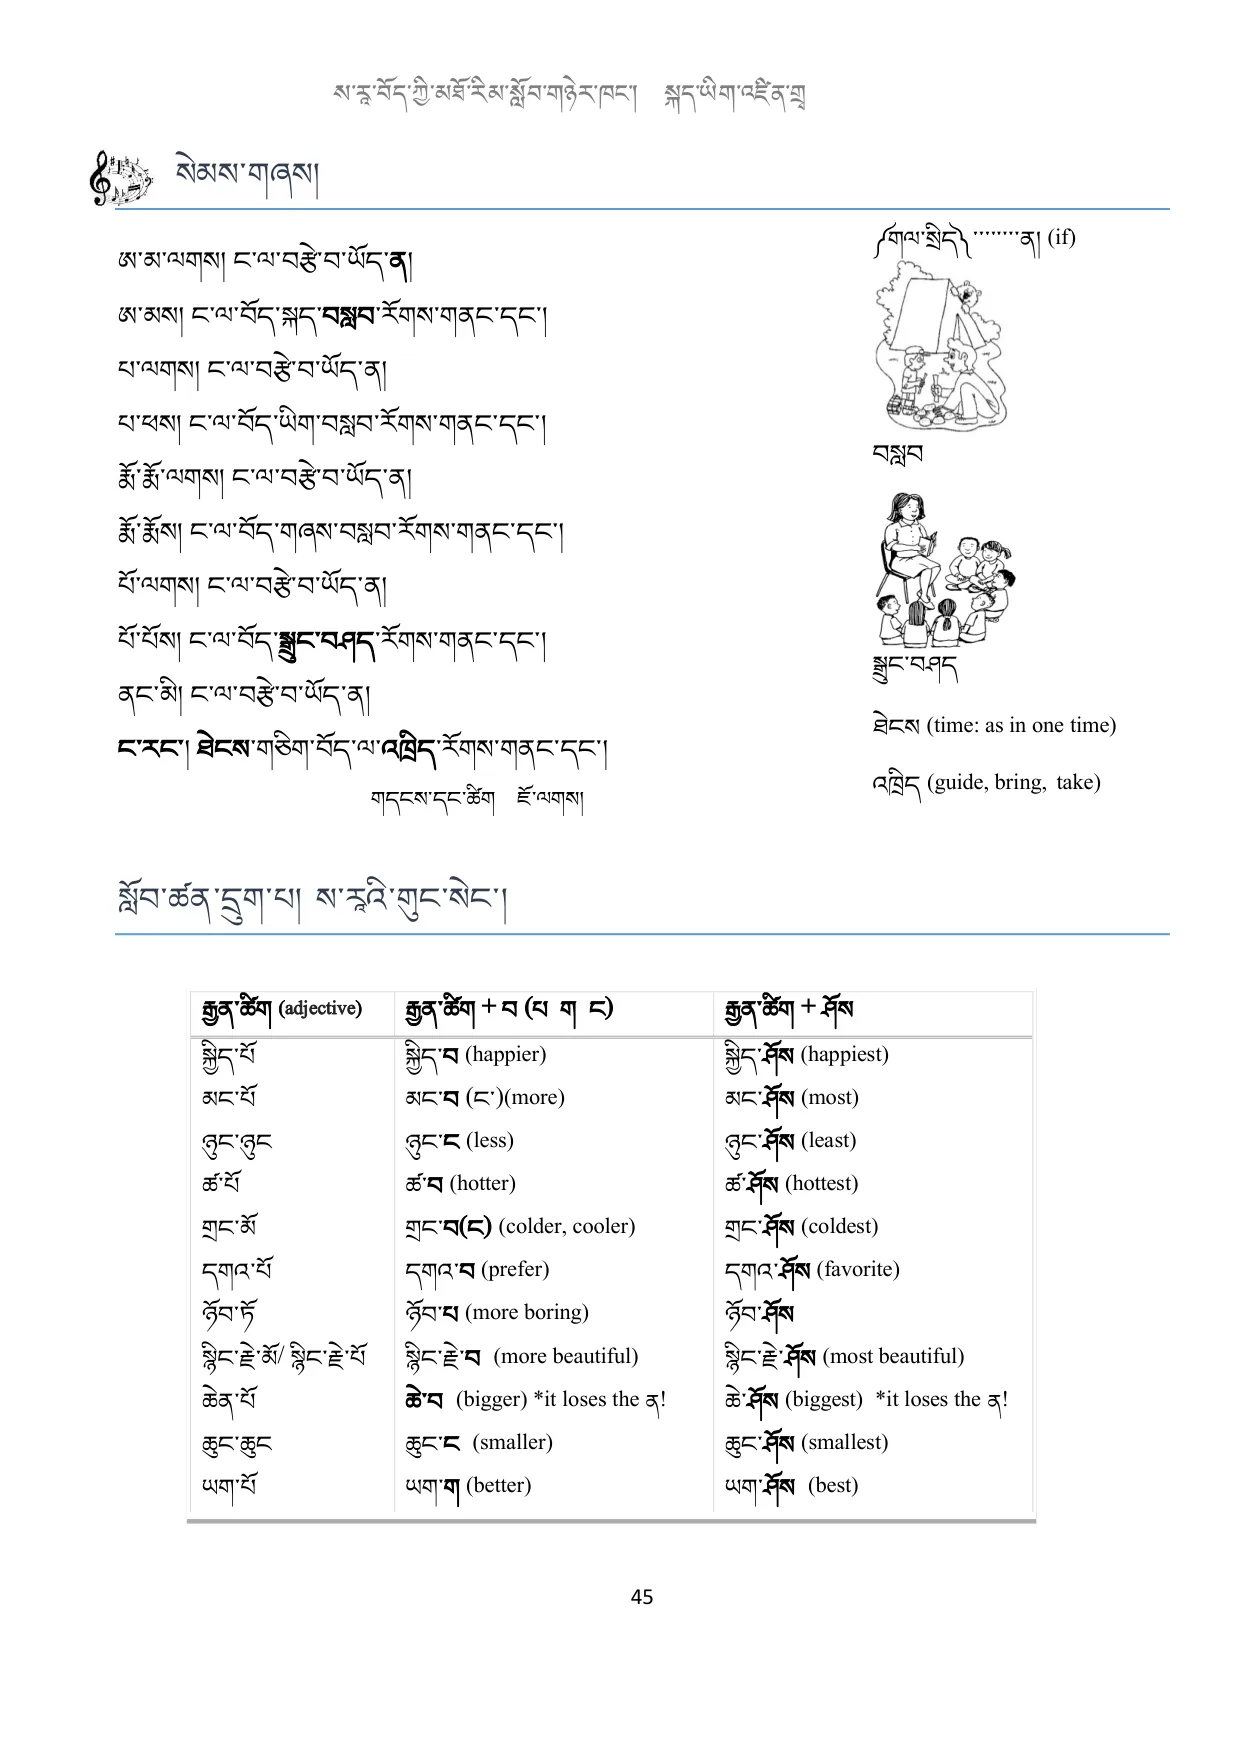 ས་རཱ་བོད་ཀྱི་མཐོ་རིམ་སློབ་གཉེར་ཁང་། སྐད་ཡིག་འཛིན་གྲྭ
སེམས་གཞས།
ཨ་མ་ལགས། ང་ལ་བརྩེ་བ་ཡོད་ན།
ཨ་མས། ང་ལ་བོད་སྐད་བསླབ་རོགས་གནང་དང་།
པ་ལགས། ང་ལ་བརྩེ་བ་ཡོད་ན།
པ་ཕས། ང་ལ་བོད་ཡིག་བསླབ་རོགས་གནང་དང་།
རྨོ་རྨོ་ལགས། ང་ལ་བརྩེ་བ་ཡོད་ན།
རྨོ་རྨོས། ང་ལ་བོད་གཞས་བསླབ་རོགས་གནང་དང་།
པོ་ལགས། ང་ལ་བརྩེ་བ་ཡོད་ན།
པོ་པོས། ང་ལ་བོད་སྒྲུང་བཤད་རོགས་གནང་དང་།
ནང་མི། ང་ལ་བརྩེ་བ་ཡོད་ན།
ང་རང་། ཐེངས་གཅིག་བོད་ལ་འཁྲིད་རོགས་གནང་དང་།
གདངས་དང་ཚིག ཇོ་ལགས།
༼གལ་སྲིད༽ ་་་་་་་་ན། (if)
བསླབ
སྒྲུང་བཤད
ཐེངས (time: as in one time)
འཁྲིད (guide, bring, take)
སློབ་ཚན་དྲུག་པ། ས་རཱའི་གུང་སེང་།
རྒྱན་ཚིག (adjective) རྒྱན་ཚིག + བ (པ ག ང) རྒྱན་ཚིག + ཤོས
སྐྱིད་པོ སྐྱིད་བ (happier) སྐྱིད་ཤོས (happiest)
མང་པོ མང་བ (ང་)(more) མང་ཤོས (most)
ཉུང་ཉུང ཉུང་ང (less) ཉུང་ཤོས (least)
ཚ་པོ ཚ་བ (hotter) ཚ་ཤོས (hottest)
གྲང་མོ གྲང་བ(ང) (colder, cooler) གྲང་ཤོས (coldest)
དགའ་པོ དགའ་བ (prefer) དགའ་ཤོས (favorite)
ཉོབ་ཏོ ཉོབ་པ (more boring) ཉོབ་ཤོས
སྙིང་རྗེ་མོ/ སྙིང་རྗེ་པོ སྙིང་རྗེ་བ (more beautiful) སྙིང་རྗེ་ཤོས (most beautiful)
ཆེན་པོ ཆེ་བ (bigger) *it loses the ན! ཆེ་ཤོས (biggest) *it loses the ན!
ཆུང་ཆུང ཆུང་ང (smaller) ཆུང་ཤོས (smallest)
ཡག་པོ ཡག་ག (better) ཡག་ཤོས (best)
45